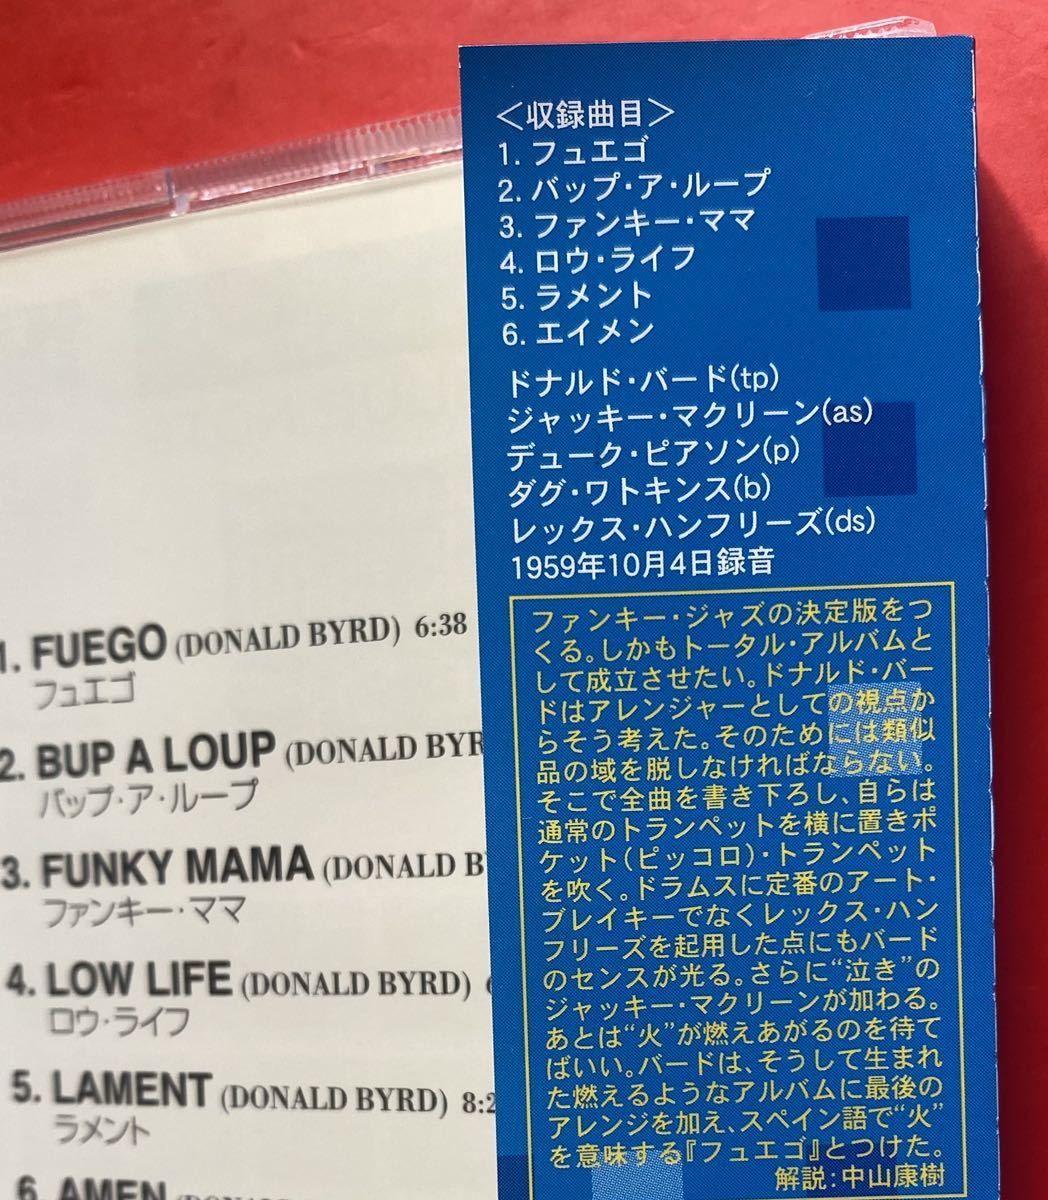 <収録曲目>
1. フュエゴ
2. バップ・ア・ループ
3. ファンキー・ママ
4. ロウ・ライフ
5. ラメント
6. エイメン
ドナルド・バード(tp)
ジャッキー・マクリーン(as)
デューク・ピアソン(p)
ダグ・ワトキンス(b)
レックス・ハンフリーズ(ds)
1959年10月4日録音
ファンキー・ジャズの決定版をつ
くる。しかもトータル・アルバムと
して成立させたい。ドナルド・バー
ドはアレンジャーとしての視点か
らそう考えた。そのためには類似
品の域を脱しなければならない。
そこで全曲を書き下ろし、自らは
通常のトランペットを横に置きポ
ケット(ピッコロ)・トランペット
を吹く。ドラムスに定番のアート・
ブレイキーでなくレックス・ハン
フリーズを起用した点にもバード
のセンスが光る。さらに“泣き”の
ジャッキー・マクリーンが加わる。
あとは“火”が燃えあがるのを待て
ばいい。バードは、そうして生まれ
た燃えるようなアルバムに最後の
アレンジを加え、スペイン語で“火”
を意味する『フュエゴ』とつけた。
解説:中山康樹
1. FUEGO (DONALD BYRD) 6:38
フュエゴ
2. BUP A LOUP (DONALD BYR
バップ・ア・ループ
3. FUNKY MAMA (DONALD B
ファンキー・ママ
4. LOW LIFE (DONALD BYRD)
ロウ・ライフ
5. LAMENT (DONALD BYRD) 8:2
ラメント
6. AMEN